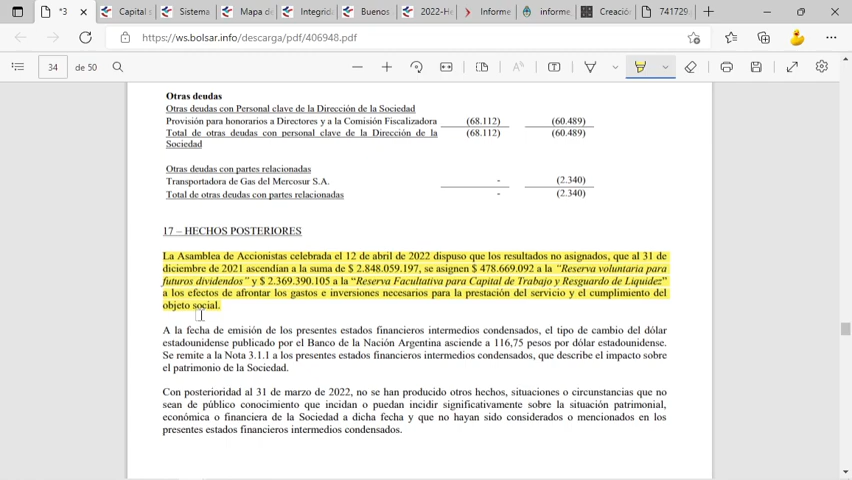 *3
Capital s
Sistema
Mapa de
Integrid
Buenos
2022-He
Informe
informe
Creación
741729.
https://ws.bolsar.info/descarga/pdf/406948.pdf
34 de 50
Otras deudas
Otras deudas con Personal clave de la Dirección de la Sociedad
Provisión para honorarios a Directores y a la Comisión Fiscalizadora (68.112) (60.489)
Total de otras deudas con personal clave de la Dirección de la (68.112) (60.489)
Sociedad
Otras deudas con partes relacionadas
Transportadora de Gas del Mercosur S.A. - (2.340)
Total de otras deudas con partes relacionadas - (2.340)
17 – HECHOS POSTERIORES
La Asamblea de Accionistas celebrada el 12 de abril de 2022 dispuso que los resultados no asignados, que al 31 de
diciembre de 2021 ascendían a la suma de $ 2.848.059.197, se asignen $ 478.669.092 a la "Reserva voluntaria para
futuros dividendos" y $ 2.369.390.105 a la "Reserva Facultativa para Capital de Trabajo y Resguardo de Liquidez"
a los efectos de afrontar los gastos e inversiones necesarios para la prestación del servicio y el cumplimiento del
objeto social.
A la fecha de emisión de los presentes estados financieros intermedios condensados, el tipo de cambio del dólar
estadounidense publicado por el Banco de la Nación Argentina asciende a 116,75 pesos por dólar estadounidense.
Se remite a la Nota 3.1.1 a los presentes estados financieros intermedios condensados, que describe el impacto sobre
el patrimonio de la Sociedad.
Con posterioridad al 31 de marzo de 2022, no se han producido otros hechos, situaciones o circunstancias que no
sean de público conocimiento que incidan o puedan incidir significativamente sobre la situación patrimonial,
económica o financiera de la Sociedad a dicha fecha y que no hayan sido considerados o mencionados en los
presentes estados financieros intermedios condensados.